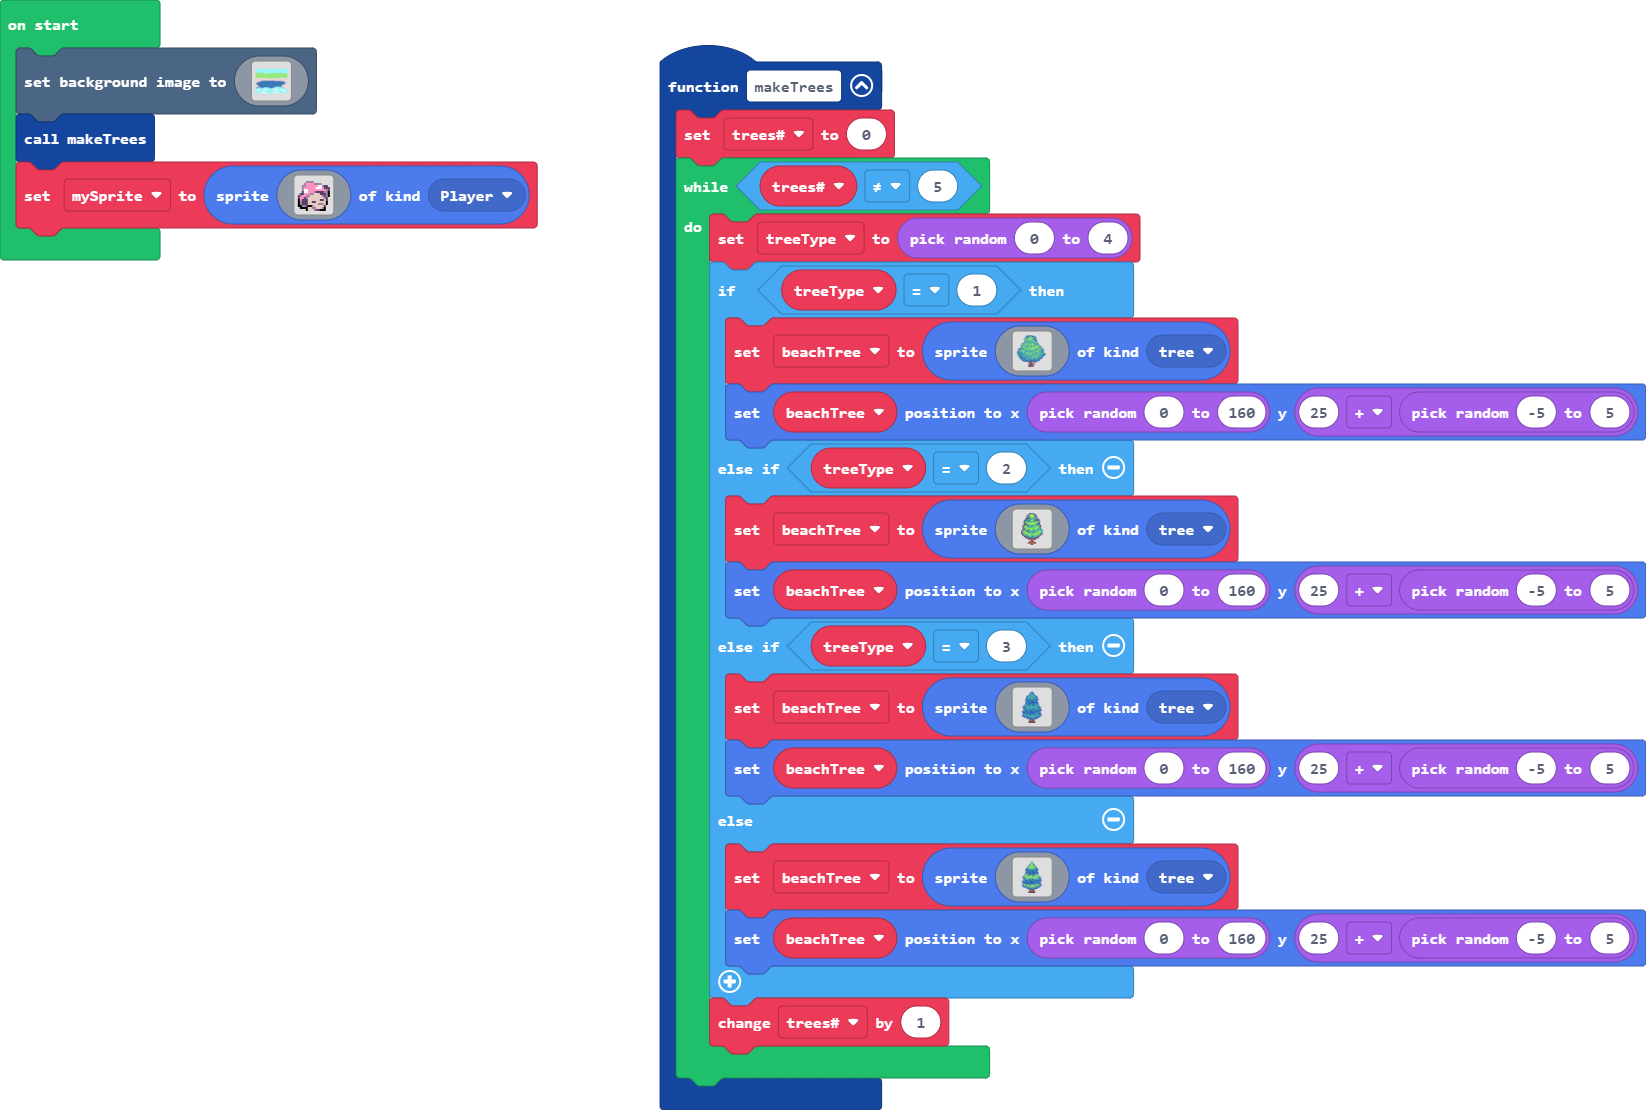 on start
set background image to
call makeTrees
set mySprite to sprite of kind Player
function makeTrees
set trees# to 0
while trees# ≠ 5
do
set treeType to pick random 0 to 4
if treeType = 1 then
set beachTree to sprite of kind tree
set beachTree position to x pick random 0 to 160 y 25 + pick random -5 to 5
else if treeType = 2 then
set beachTree to sprite of kind tree
set beachTree position to x pick random 0 to 160 y 25 + pick random -5 to 5
else if treeType = 3 then
set beachTree to sprite of kind tree
set beachTree position to x pick random 0 to 160 y 25 + pick random -5 to 5
else
set beachTree to sprite of kind tree
set beachTree position to x pick random 0 to 160 y 25 + pick random -5 to 5
change trees# by 1